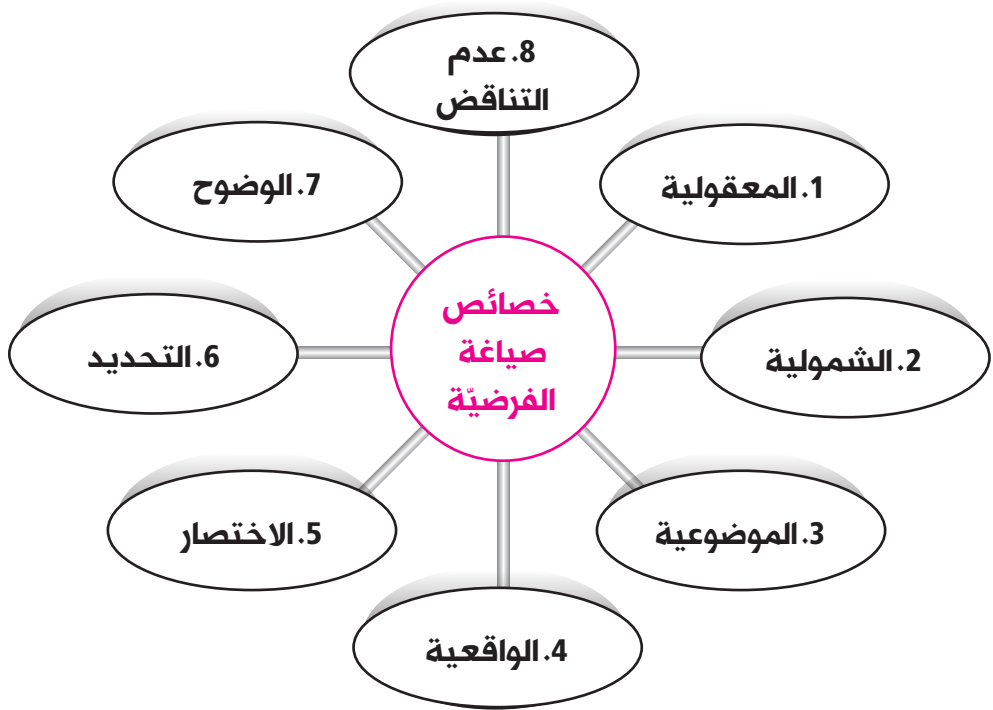 خصائص
صياغة
الفرضيّة
1. المعقولية
2. الشمولية
3. الموضوعية
4. الواقعية
5. الاختصار
6. التحديد
7. الوضوح
8. عدم
التناقض